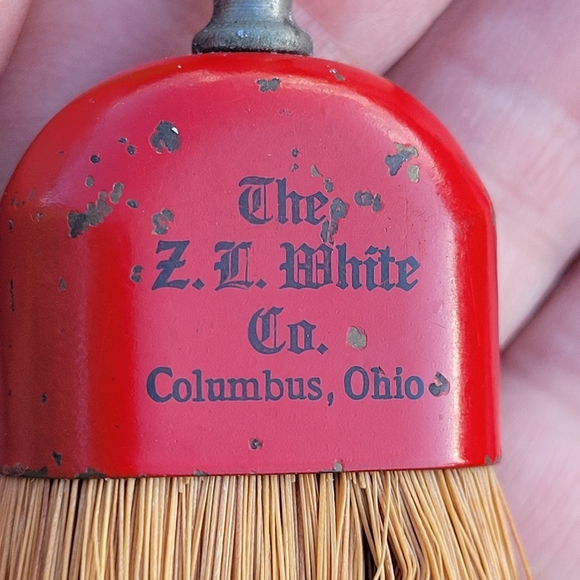 The
Z. L. White
Co.
Columbus, Ohio